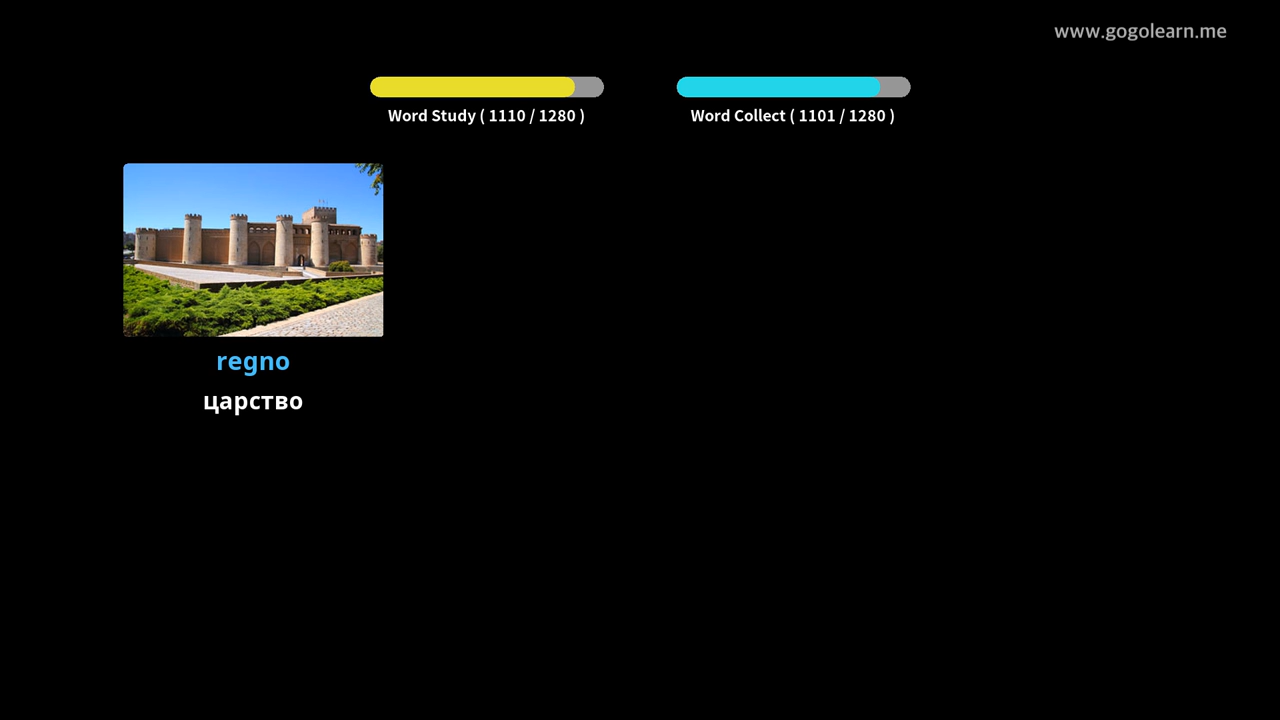 www.gogolearn.me
Word Study ( 1110 / 1280 )
Word Collect ( 1101 / 1280 )
regno
царство